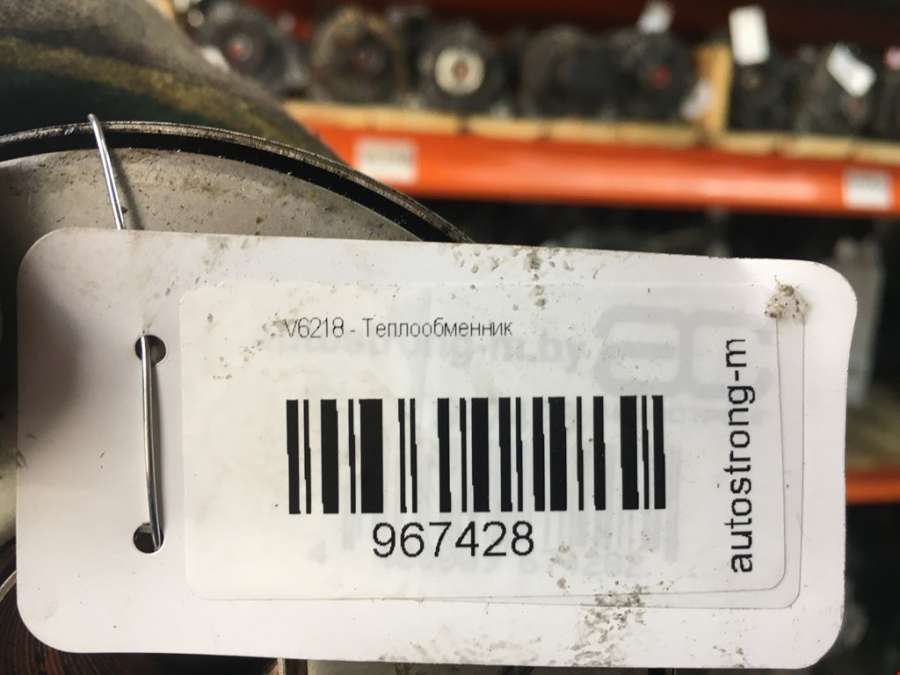 V6218 - Теплообменник
967428
autostrong-m